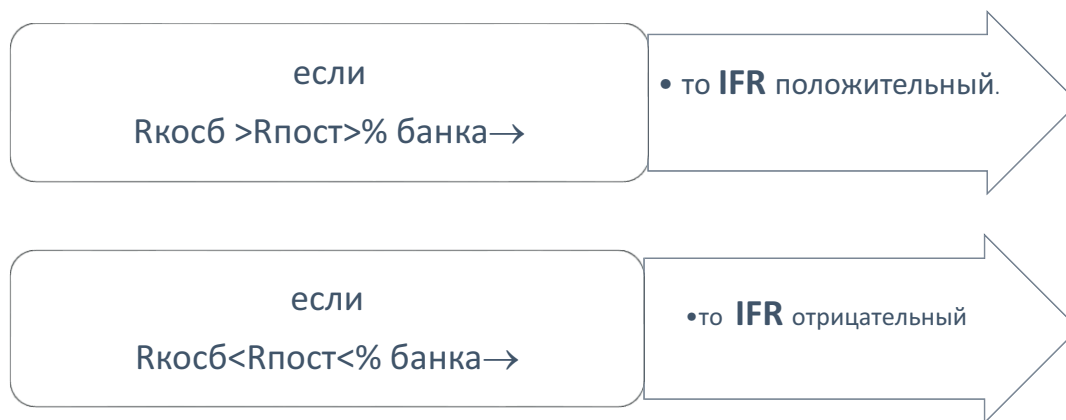 если
Rкосб >Rпост>% банка→
• то IFR положительный.
если
Rкосб<Rпост<% банка→
•то IFR отрицательный